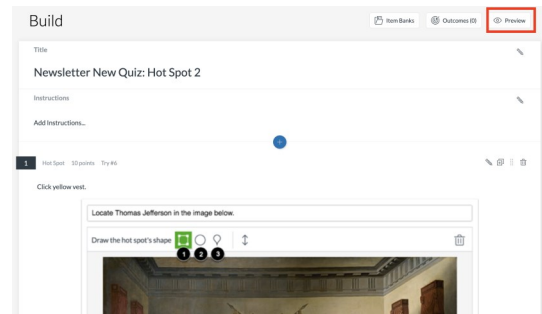 Build
Item Banks
Outcomes (0)
Preview
Title
Newsletter New Quiz: Hot Spot 2
Instructions
Add Instructions...
1 Hot Spot 10 points Try #6
Click yellow vest.
Locate Thomas Jefferson in the image below.
Draw the hot spot's shape
1 2 3